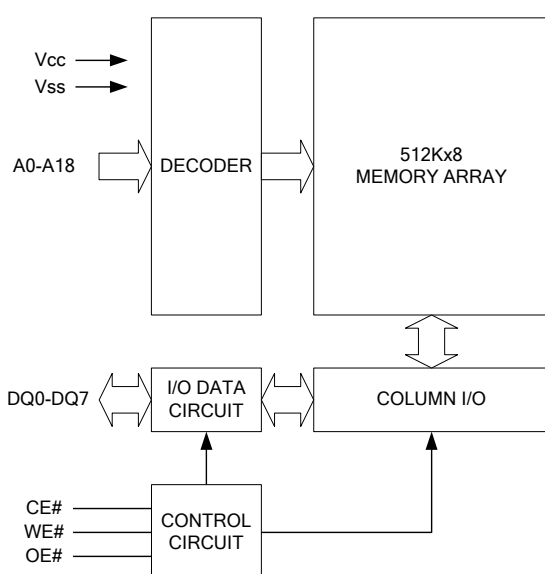 Vcc
Vss
A0-A18
DECODER
512Kx8
MEMORY ARRAY
DQ0-DQ7
I/O DATA
CIRCUIT
COLUMN I/O
CE#
WE#
OE#
CONTROL
CIRCUIT